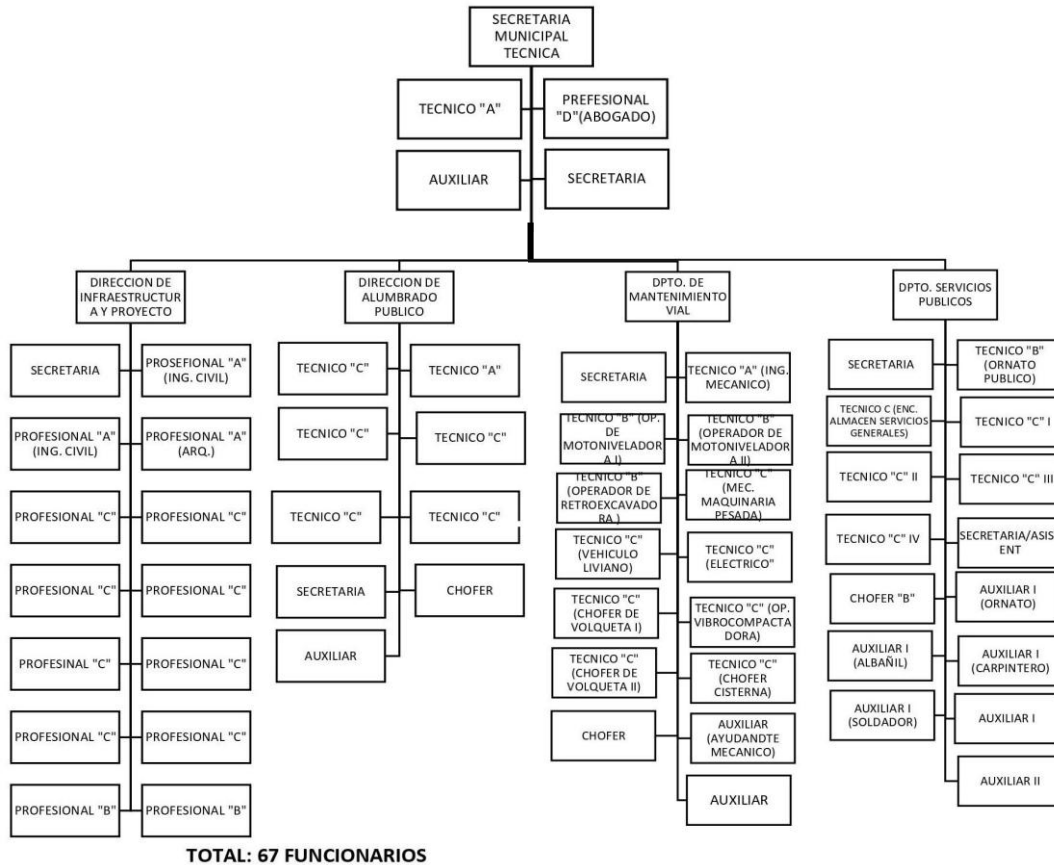 SECRETARIA
MUNICIPAL
TECNICA
TECNICO "A"
PREFESIONAL
"D"(ABOGADO)
AUXILIAR
SECRETARIA
DIRECCION DE
INFRAESTRUCTUR
A Y PROYECTO
SECRETARIA
PROSEFIONAL "A"
(ING. CIVIL)
PROFESIONAL "A"
(ING. CIVIL)
PROFESIONAL "A"
(ARQ.)
PROFESIONAL "C"
PROFESIONAL "C"
PROFESIONAL "C"
PROFESIONAL "C"
PROFESINAL "C"
PROFESIONAL "C"
PROFESIONAL "C"
PROFESIONAL "C"
PROFESIONAL "B"
PROFESIONAL "B"
DIRECCION DE
ALUMBRADO
PUBLICO
TECNICO "C"
TECNICO "A"
TECNICO "C"
TECNICO "C"
TECNICO "C"
TECNICO "C"
SECRETARIA
CHOFER
AUXILIAR
DPTO. DE
MANTENIMIENTO
VIAL
SECRETARIA
TECNICO "A" (ING.
MECANICO)
TECNICO "B" (OP.
DE
MOTONIVELADOR
A I)
TECNICO "B"
(OPERADOR DE
MOTONIVELADOR
A II)
TECNICO "B"
(OPERADOR DE
RETROEXCAVADO
RA )
TECNICO "C"
(MEC.
MAQUINARIA
PESADA)
TECNICO "C"
(VEHICULO
LIVIANO)
TECNICO "C"
(ELECTRICO"
TECNICO "C"
(CHOFER DE
VOLQUETA I)
TECNICO "C" (OP.
VIBROCOMPACTA
DORA)
TECNICO "C"
(CHOFER DE
VOLQUETA II)
TECNICO "C"
(CHOFER
CISTERNA)
CHOFER
AUXILIAR
(AYUDANDTE
MECANICO)
AUXILIAR
DPTO. SERVICIOS
PUBLICOS
SECRETARIA
TECNICO "B"
(ORNATO
PUBLICO)
TECNICO C (ENC.
ALMACEN SERVICIOS
GENERALES)
TECNICO "C" I
TECNICO "C" II
TECNICO "C" III
TECNICO "C" IV
SECRETARIA/ASIS
ENT
CHOFER "B"
AUXILIAR I
(ORNATO)
AUXILIAR I
(ALBAÑIL)
AUXILIAR I
(CARPINTERO)
AUXILIAR I
(SOLDADOR)
AUXILIAR I
AUXILIAR II
TOTAL: 67 FUNCIONARIOS